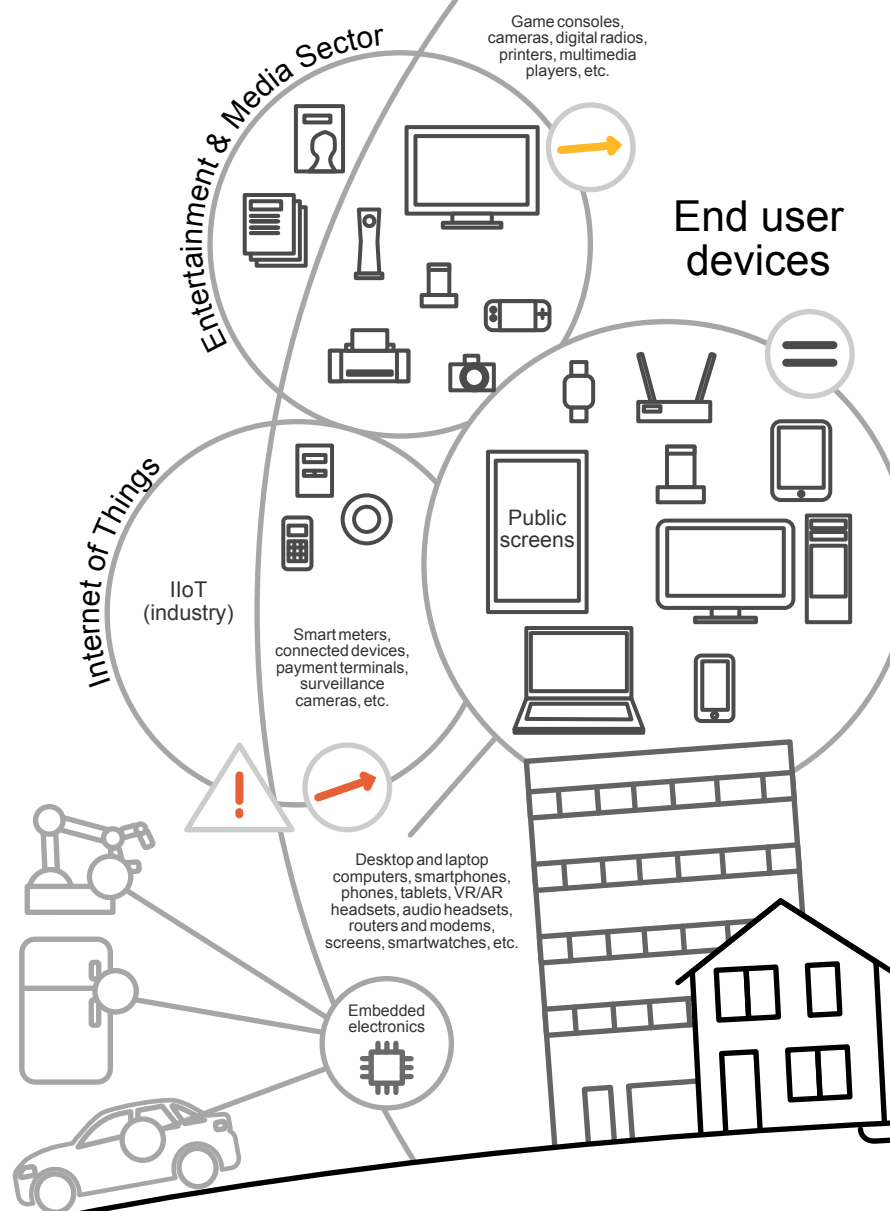 Game consoles,
cameras, digital radios,
printers, multimedia
players, etc.
Entertainment & Media Sector
End user
devices
Public
screens
Internet of Things
IIoT
(industry)
Smart meters,
connected devices,
payment terminals,
surveillance
cameras, etc.
Desktop and laptop
computers, smartphones,
phones, tablets, VR/AR
headsets, audio headsets,
routers and modems,
screens, smartwatches, etc.
Embedded
electronics